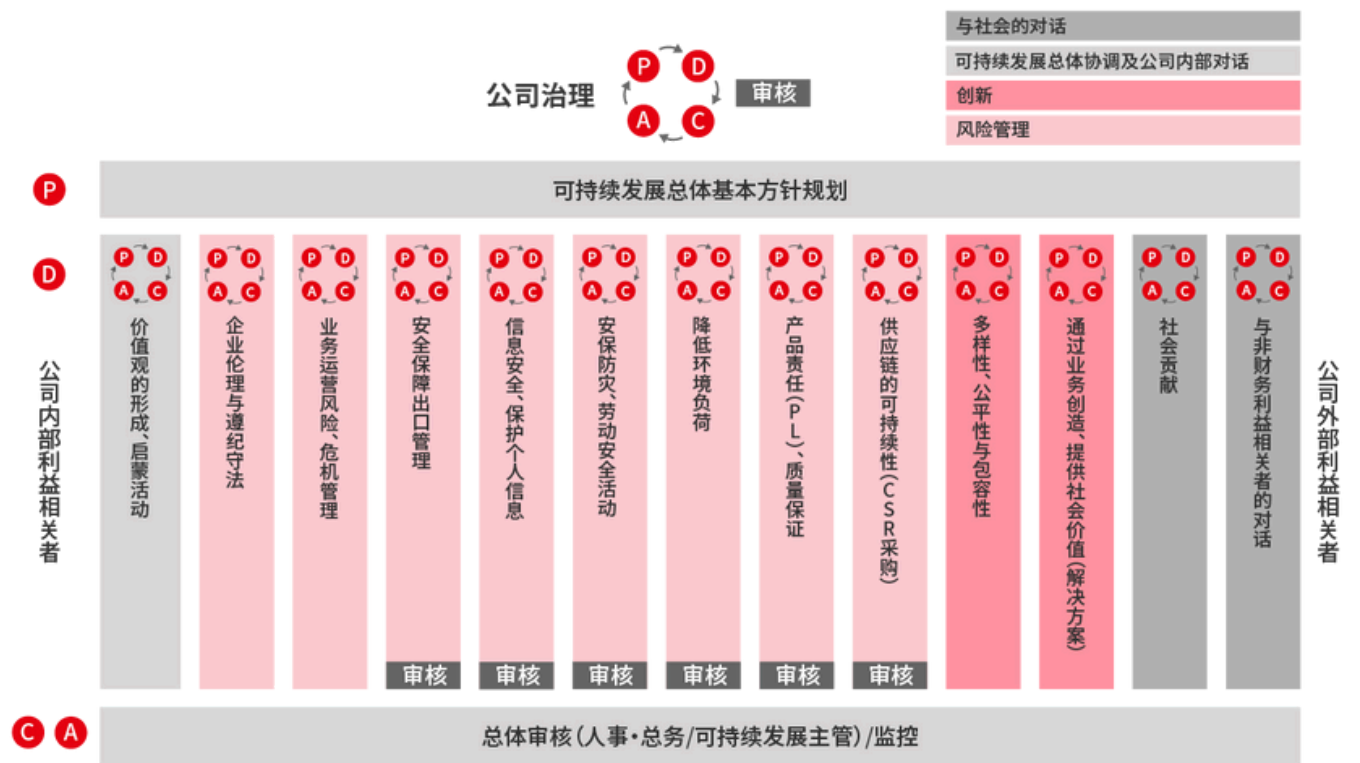 与社会的对话
可持续发展总体协调及公司内部对话
创新
风险管理
公司治理
P
D
A
C
审核
P
可持续发展总体基本方针规划
D
公司内部利益相关者
P D
A C
价值观的形成、启蒙活动
P D
A C
企业伦理与遵纪守法
P D
A C
业务运营风险、危机管理
P D
A C
安全保障出口管理
审核
P D
A C
信息安全、保护个人信息
审核
P D
A C
安保防灾、劳动安全活动
审核
P D
A C
降低环境负荷
审核
P D
A C
产品责任(PL)、质量保证
审核
P D
A C
供应链的可持续性(CSR采购)
审核
P D
A C
多样性、公平性与包容性
P D
A C
通过业务创造、提供社会价值(解决方案)
P D
A C
社会贡献
P D
A C
与非财务利益相关者的对话
公司外部利益相关者
C A
总体审核(人事·总务/可持续发展主管)/监控